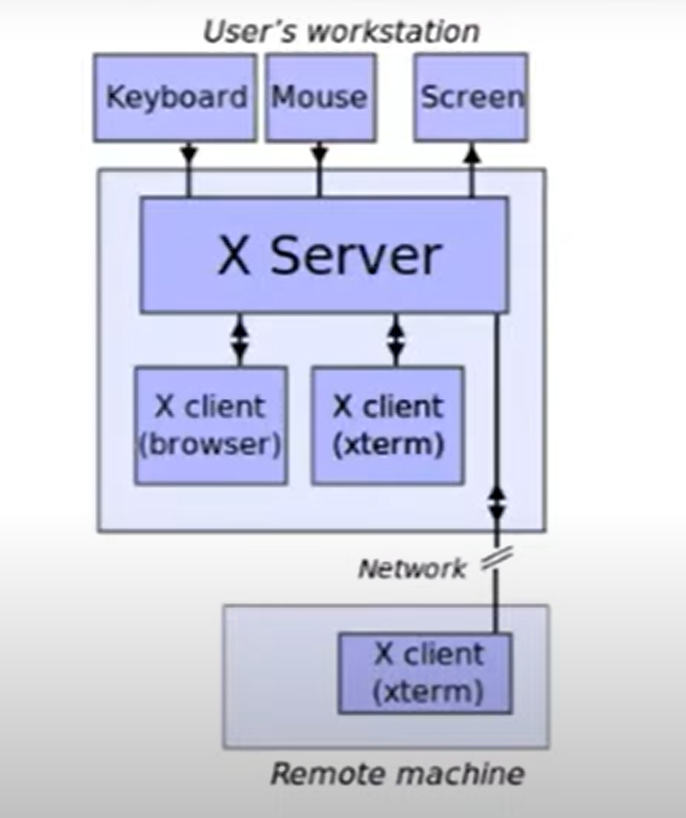 User's workstation
Keyboard
Mouse
Screen
X Server
X client
(browser)
X client
(xterm)
Network
X client
(xterm)
Remote machine